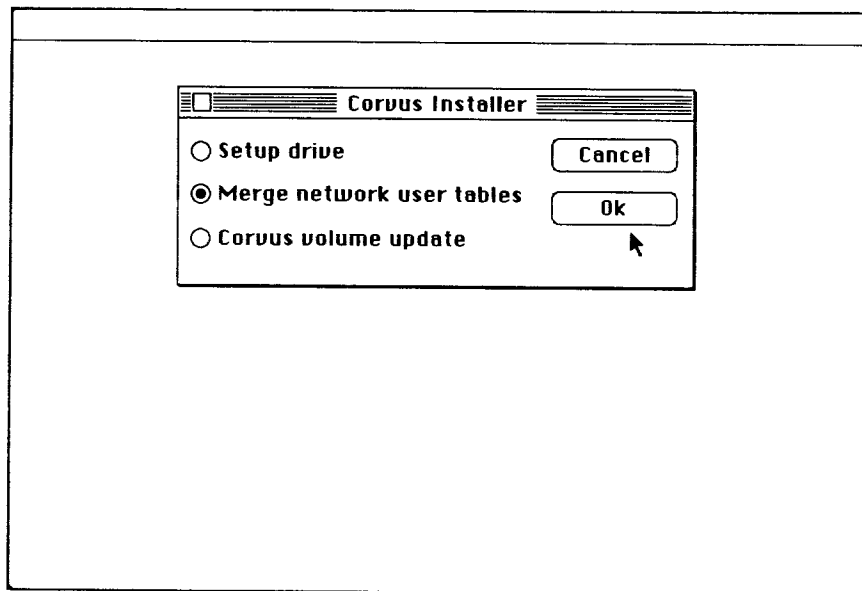 Corvus Installer
Setup drive
Cancel
Merge network user tables
Ok
Corvus volume update